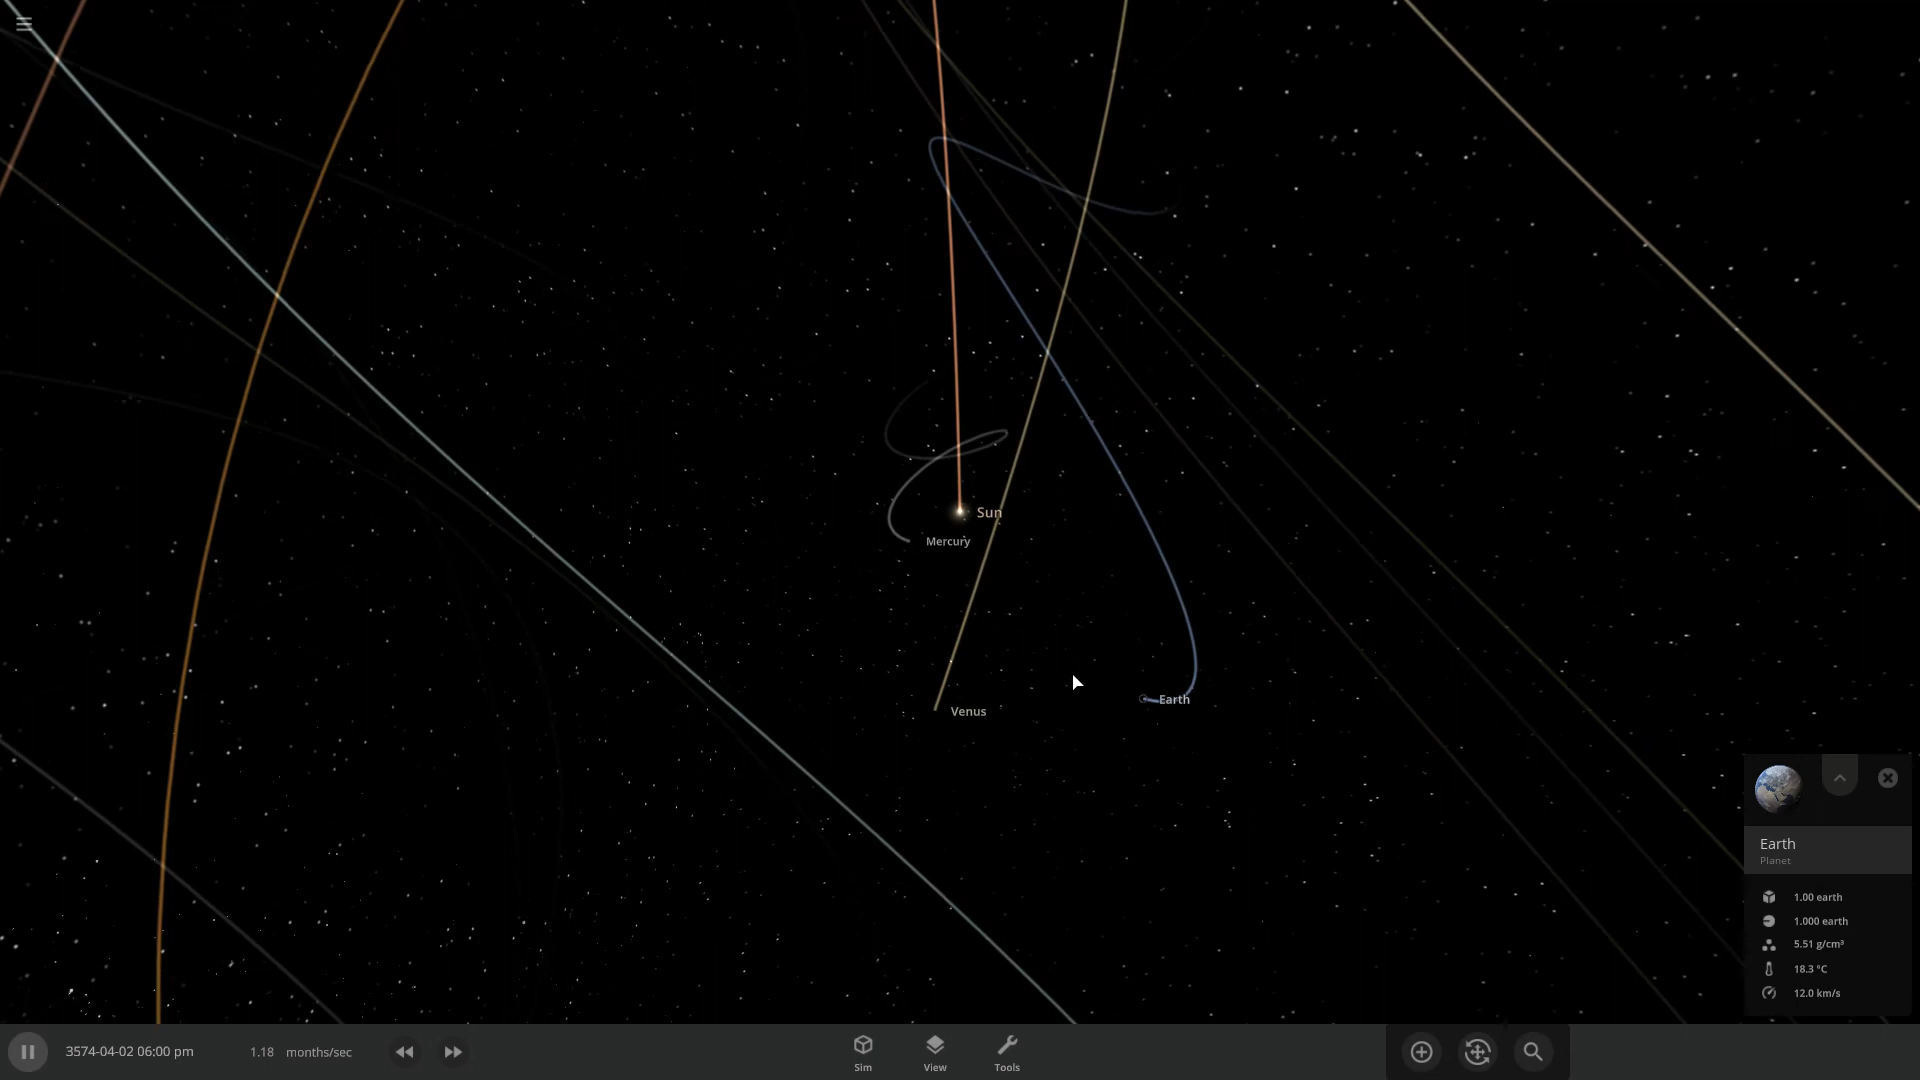 Sun
Mercury
Venus
Earth
Earth
Planet
1.00 earth
1.000 earth
5.51 g/cm³
18.3 °C
12.0 km/s
3574-04-02 06:00 pm
1.18 months/sec
Sim
View
Tools